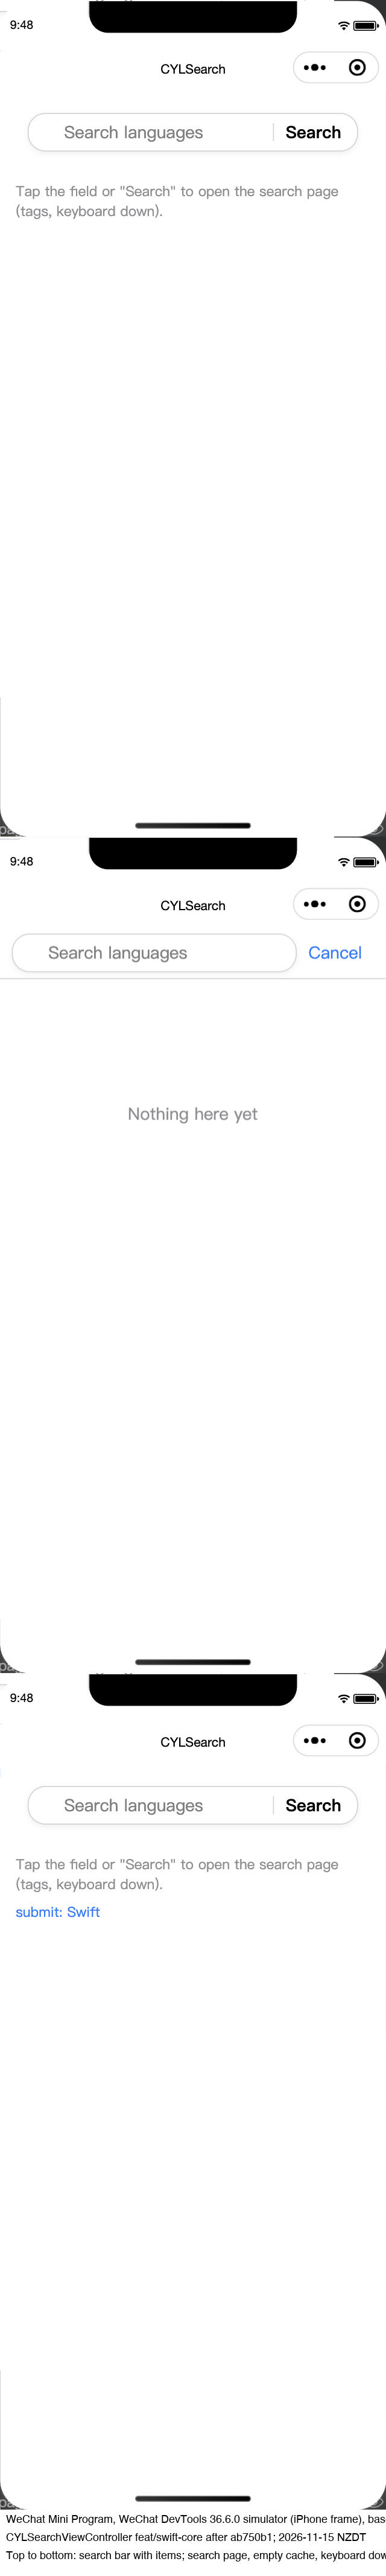 9:48
CYLSearch
Search languages
Search
Tap the field or "Search" to open the search page
(tags, keyboard down).
9:48
CYLSearch
Search languages
Cancel
Nothing here yet
9:48
CYLSearch
Search languages
Search
Tap the field or "Search" to open the search page
(tags, keyboard down).
submit: Swift
WeChat Mini Program, WeChat DevTools 36.6.0 simulator (iPhone frame),
CYLSearchViewController feat/swift-core after ab750b1; 2026-11-15 NZDT
Top to bottom: search bar with items; search page, empty cache, keyboard